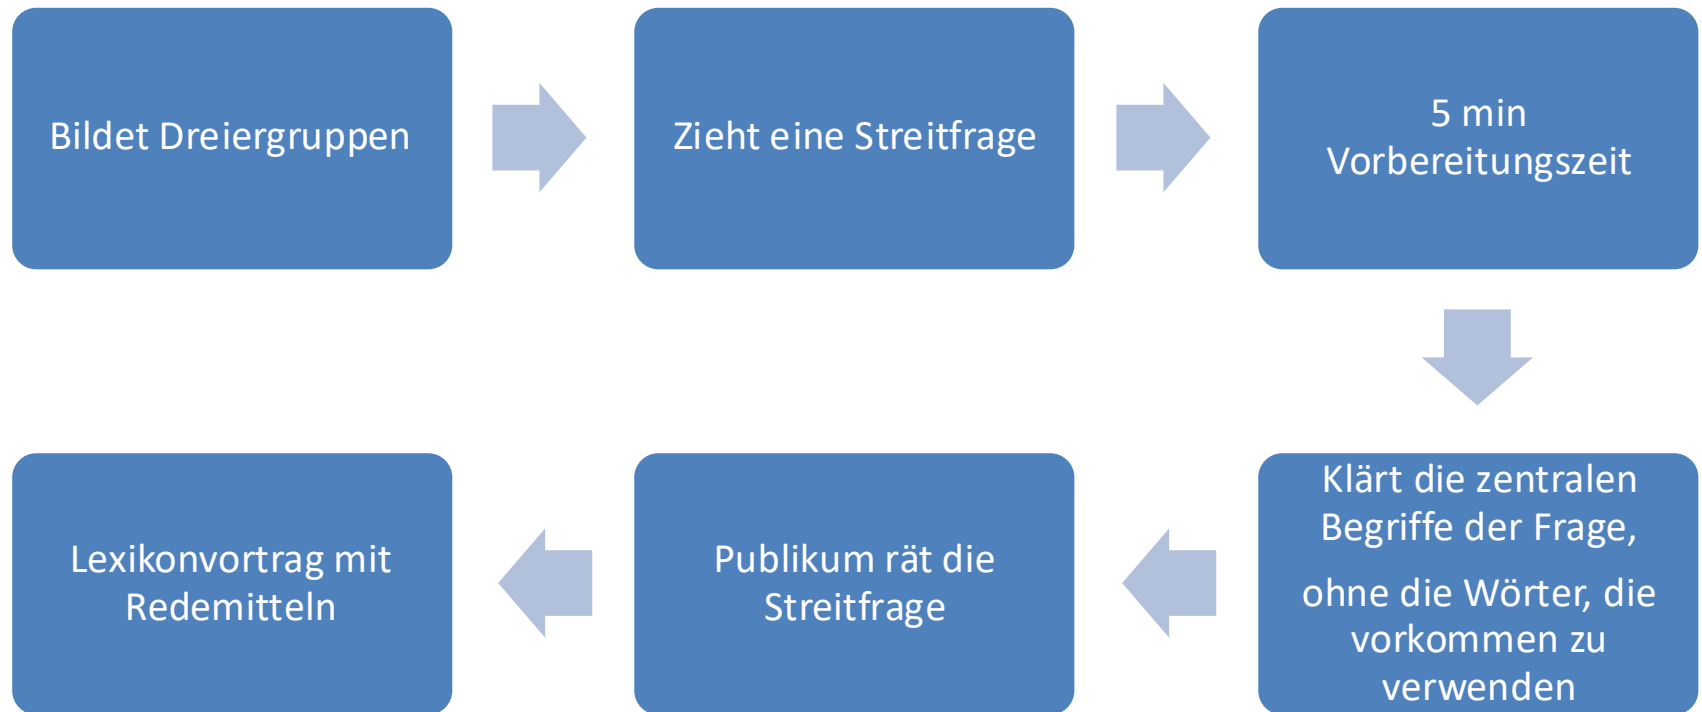 Bildet Dreiergruppen
Zieht eine Streitfrage
5 min
Vorbereitungszeit
Klärt die zentralen
Begriffe der Frage,
ohne die Wörter, die
vorkommen zu
verwenden
Publikum rät die
Streitfrage
Lexikonvortrag mit
Redemitteln